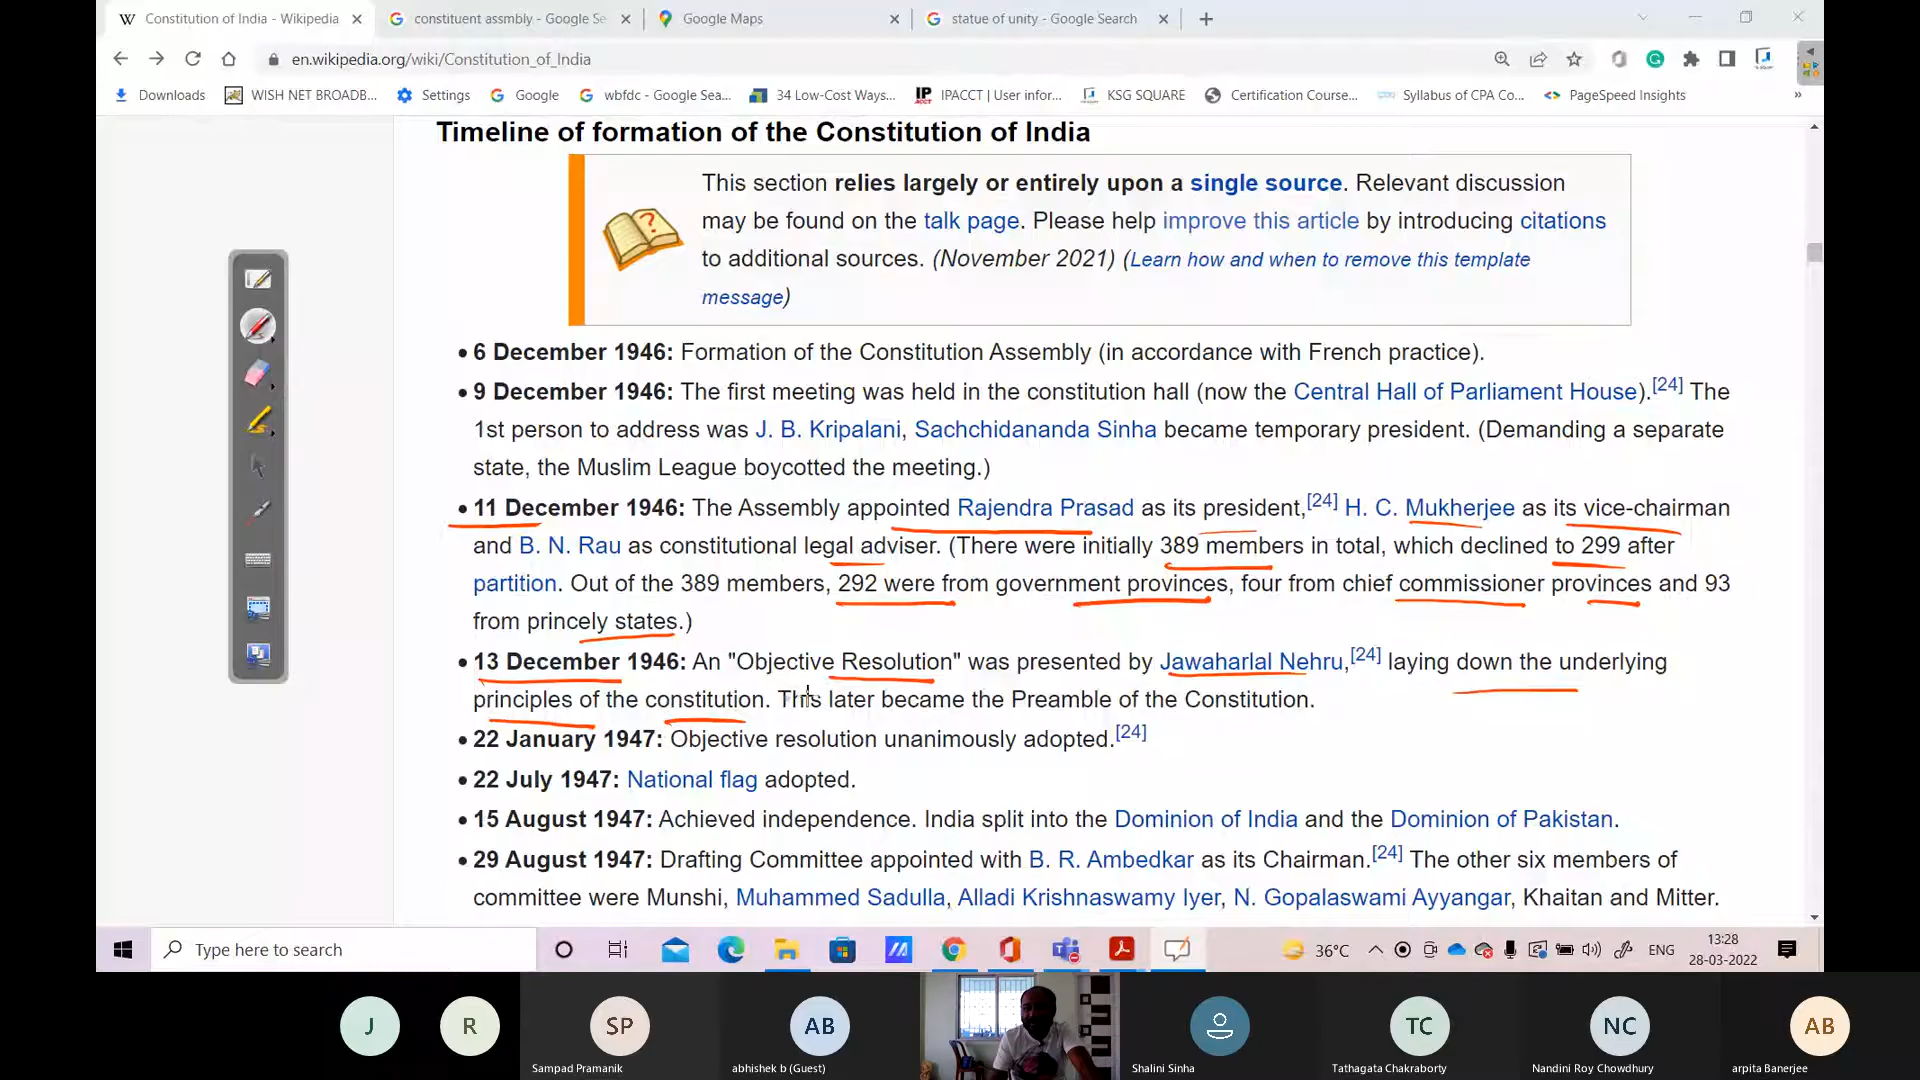 Constitution of India - Wikipedia
constituent assmbly - Google Se
Google Maps
statue of unity - Google Search
en.wikipedia.org/wiki/Constitution_of_India
Downloads WISH NET BROADB... Settings Google wbfdc - Google Sea... 34 Low-Cost Ways... IPACCT | User infor... KSG SQUARE Certification Course... Syllabus of CPA Co... PageSpeed Insights »
Timeline of formation of the Constitution of India
This section relies largely or entirely upon a single source. Relevant discussion
may be found on the talk page. Please help improve this article by introducing citations
to additional sources. (November 2021) (Learn how and when to remove this template
message)
• 6 December 1946: Formation of the Constitution Assembly (in accordance with French practice).
• 9 December 1946: The first meeting was held in the constitution hall (now the Central Hall of Parliament House).[24] The
1st person to address was J. B. Kripalani, Sachchidananda Sinha became temporary president. (Demanding a separate
state, the Muslim League boycotted the meeting.)
• 11 December 1946: The Assembly appointed Rajendra Prasad as its president,[24] H. C. Mukherjee as its vice-chairman
and B. N. Rau as constitutional legal adviser. (There were initially 389 members in total, which declined to 299 after
partition. Out of the 389 members, 292 were from government provinces, four from chief commissioner provinces and 93
from princely states.)
• 13 December 1946: An "Objective Resolution" was presented by Jawaharlal Nehru,[24] laying down the underlying
principles of the constitution. This later became the Preamble of the Constitution.
• 22 January 1947: Objective resolution unanimously adopted.[24]
• 22 July 1947: National flag adopted.
• 15 August 1947: Achieved independence. India split into the Dominion of India and the Dominion of Pakistan.
• 29 August 1947: Drafting Committee appointed with B. R. Ambedkar as its Chairman.[24] The other six members of
committee were Munshi, Muhammed Sadulla, Alladi Krishnaswamy Iyer, N. Gopalaswami Ayyangar, Khaitan and Mitter.
Type here to search
36°C
ENG
13:28
28-03-2022
J
R
SP
AB
TC
NC
AB
Sampad Pramanik
abhishek b (Guest)
Shalini Sinha
Tathagata Chakraborty
Nandini Roy Chowdhury
arpita Banerjee